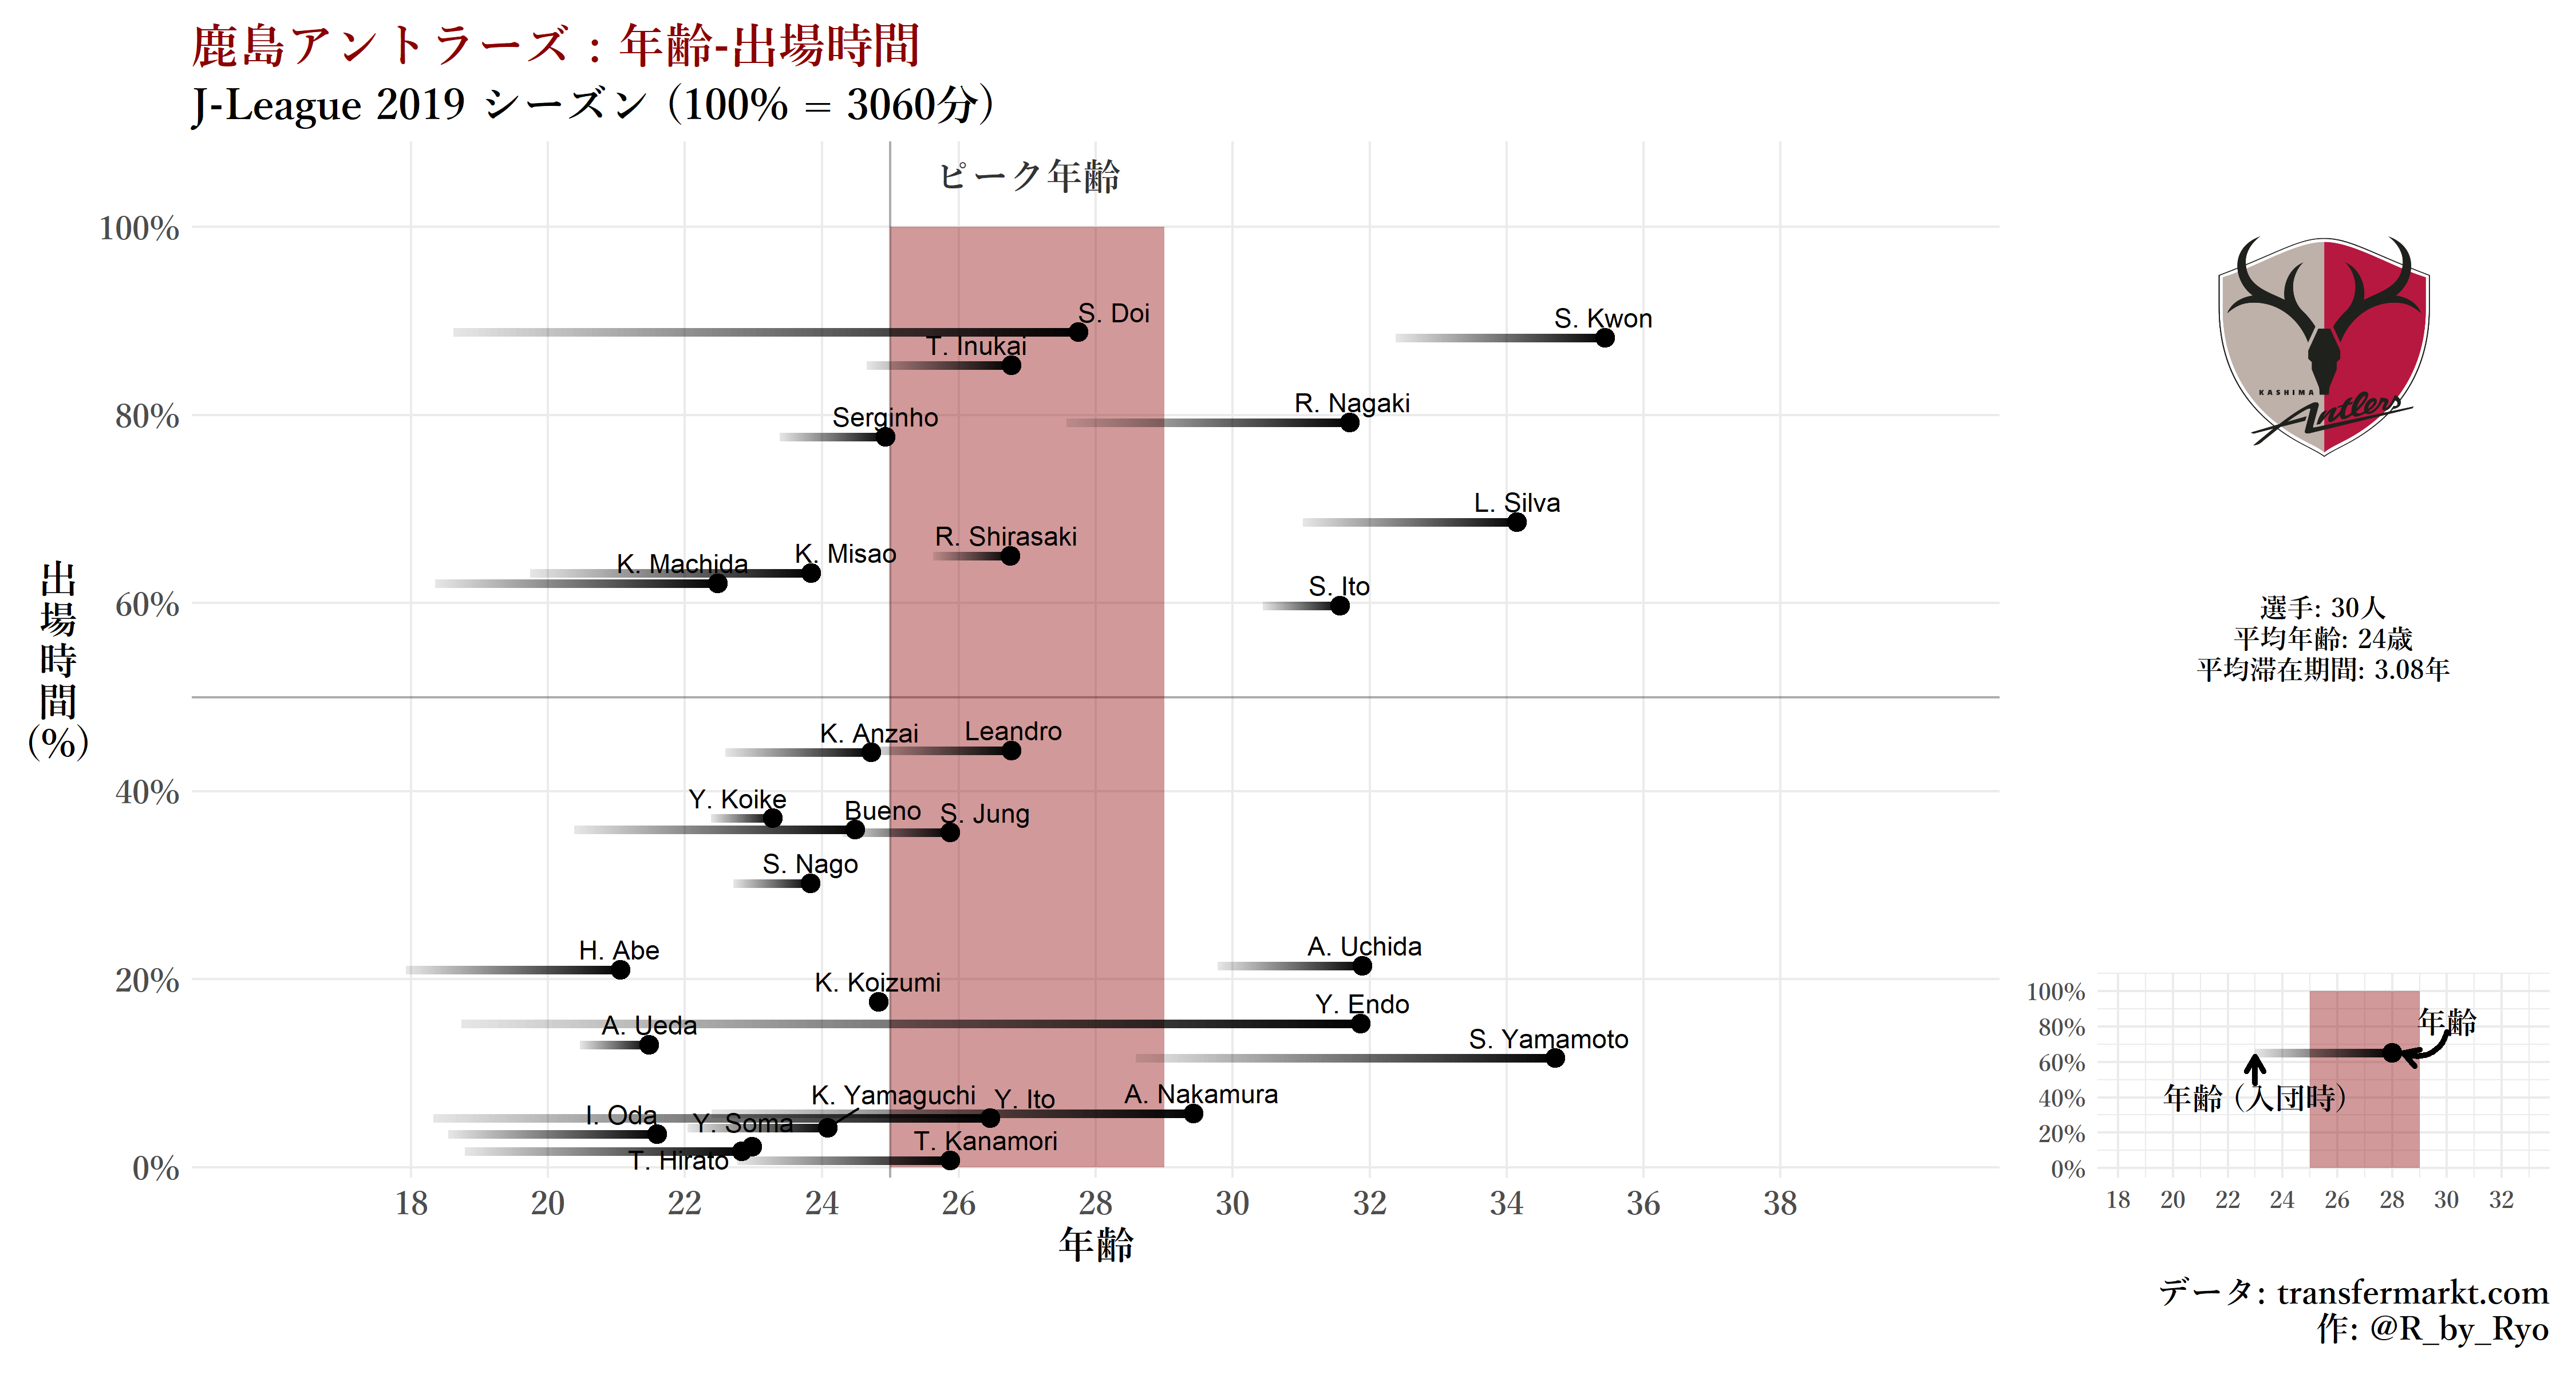 鹿島アントラーズ : 年齢-出場時間
J-League 2019 シーズン (100% = 3060分)
ピーク年齢
100%
80%
60%
40%
20%
0%
出場時間(%)
S. Doi
S. Kwon
T. Inukai
R. Nagaki
Serginho
L. Silva
R. Shirasaki
K. Misao
K. Machida
S. Ito
K. Anzai
Leandro
Y. Koike
Bueno
S. Jung
S. Nago
H. Abe
A. Uchida
K. Koizumi
Y. Endo
A. Ueda
S. Yamamoto
K. Yamaguchi
Y. Ito
A. Nakamura
I. Oda
Y. Soma
T. Kanamori
T. Hirato
18 20 22 24 26 28 30 32 34 36 38
年齢
KASHIMA
Antlers
選手: 30人
平均年齢: 24歳
平均滞在期間: 3.08年
100%
80%
60%
40%
20%
0%
年齢
年齢 (入団時)
18 20 22 24 26 28 30 32
データ: transfermarkt.com
作: @R_by_Ryo